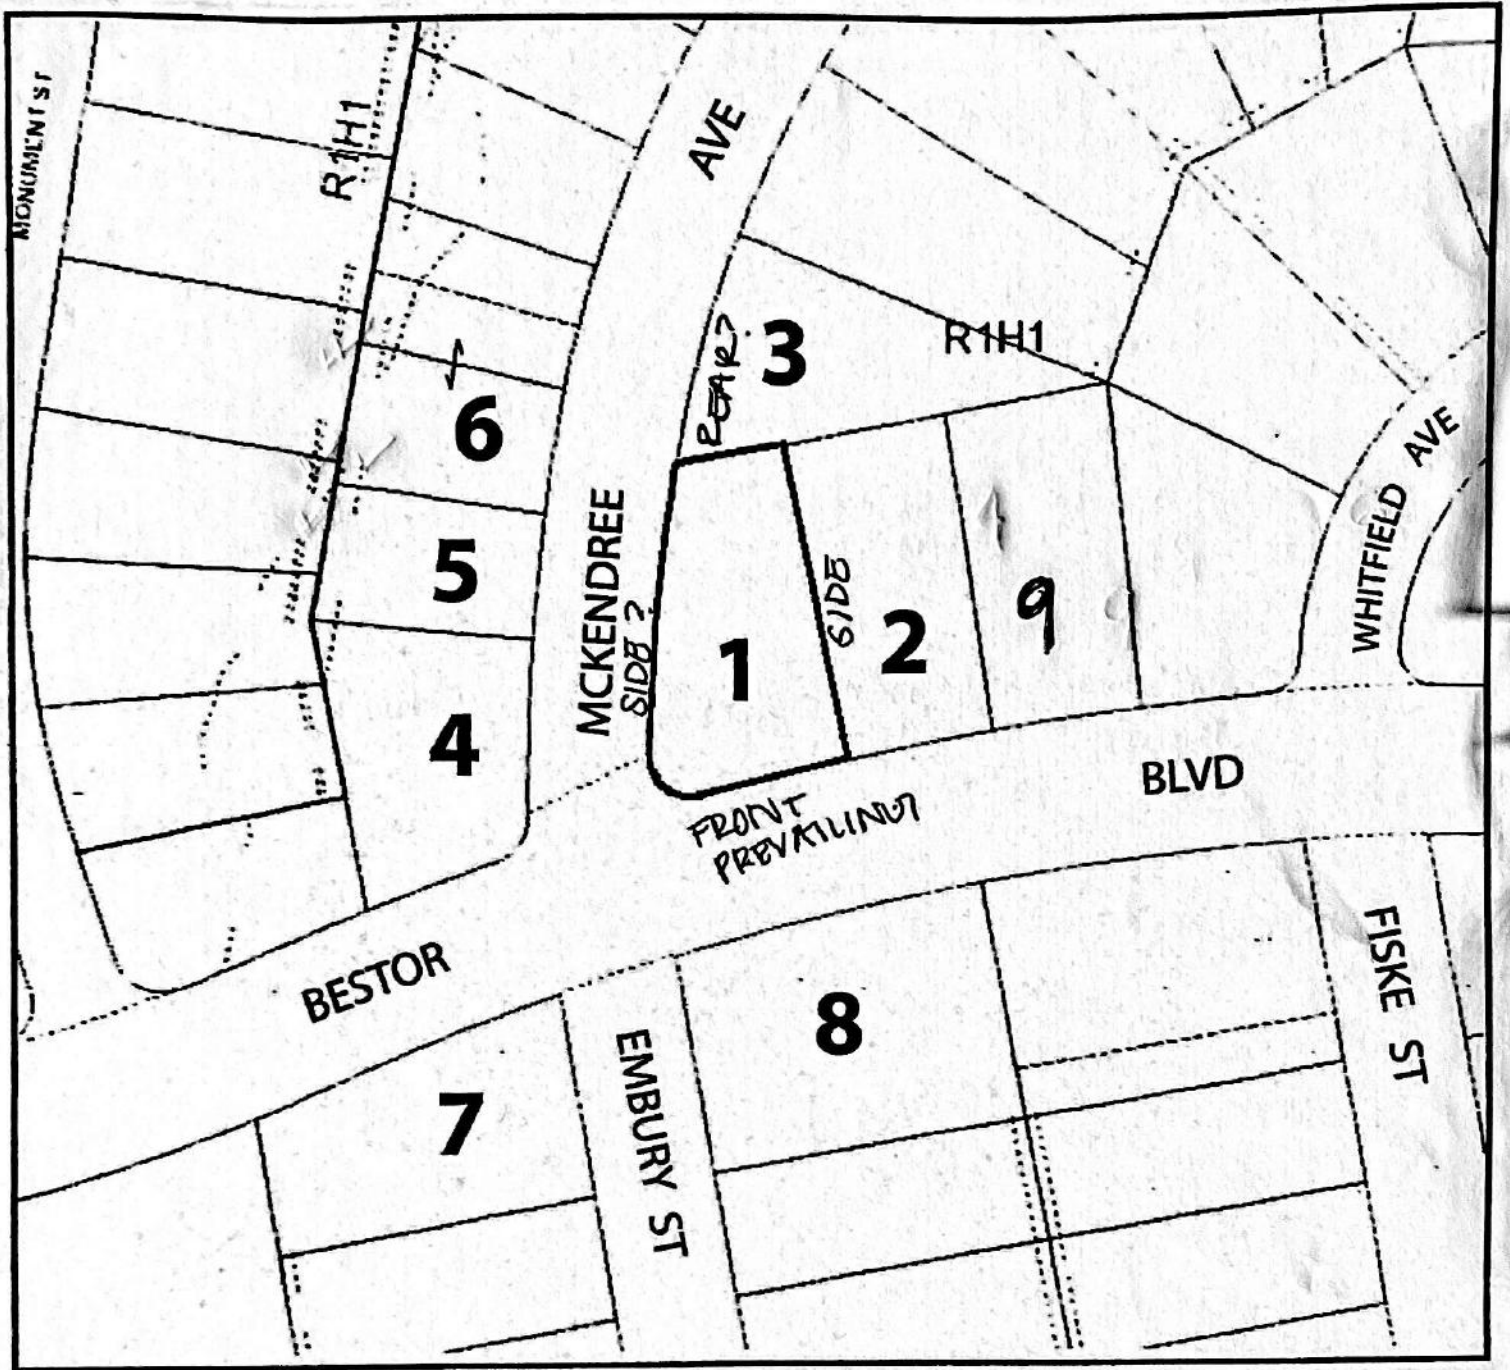 MONUMENT ST
R1H1
AVE
REAR?
3
R1H1
6
AVE
WHITFIELD
MCKENDREE
SIDE ?
5
SIDE
9
1
2
4
BLVD
FRONT
PREVAILING
BESTOR
FISKE ST
8
EMBURY ST
7